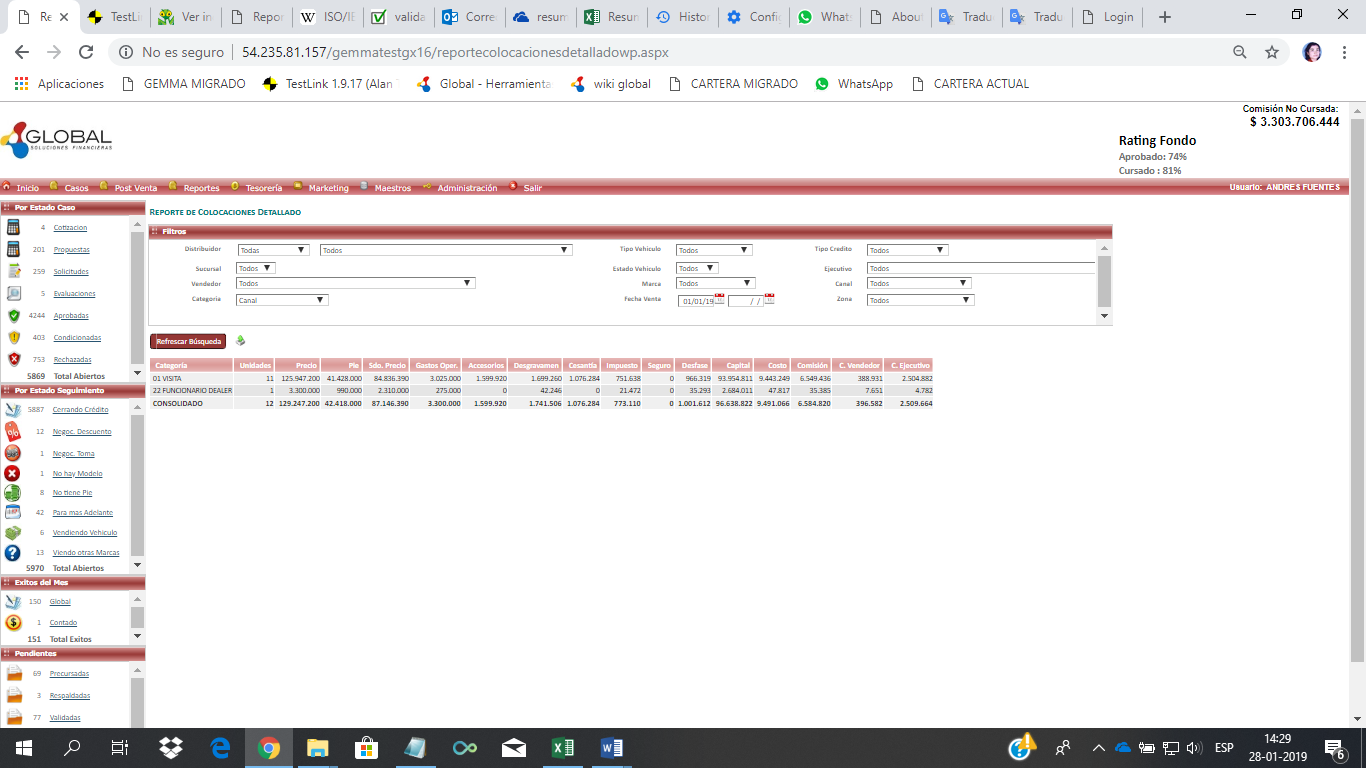 Re
TestLi
Ver in
Repor
ISO/IE
valida
Corre
resum
Resun
Histor
Config
Whats
About
Tradu
Tradu
Login
No es seguro 54.235.81.157/gemmatestgx16/reportecolocacionesdetalladowp.aspx
Aplicaciones
GEMMA MIGRADO
TestLink 1.9.17 (Alan
Global - Herramienta
wiki global
CARTERA MIGRADO
WhatsApp
CARTERA ACTUAL
Comisión No Cursada:
$ 3.303.706.444
GLOBAL
SOLUCIONES FINANCIERAS
Rating Fondo
Aprobado: 74%
Cursado : 81%
Inicio Casos Post Venta Reportes Tesorería Marketing Maestros Administración Salir
Usuario: ANDRES FUENTES
Por Estado Caso
4 Cotizacion
201 Propuestas
259 Solicitudes
5 Evaluaciones
4244 Aprobadas
403 Condicionadas
753 Rechazadas
5869 Total Abiertos
Por Estado Seguimiento
5887 Cerrando Crédito
12 Negoc. Descuento
1 Negoc. Toma
1 No hay Modelo
8 No tiene Pie
42 Para mas Adelante
6 Vendiendo Vehiculo
13 Viendo otras Marcas
5970 Total Abiertos
Exitos del Mes
150 Global
1 Contado
151 Total Exitos
Pendientes
69 Precursadas
3 Respaldadas
77 Validadas
REPORTE DE COLOCACIONES DETALLADO
Filtros
Distribuidor Todas Todos Tipo Vehiculo Todos Tipo Credito Todos
Sucursal Todos Estado Vehiculo Todos Ejecutivo Todos
Vendedor Todos Marca Todos Canal Todos
Categoria Canal Fecha Venta 01/01/19 / / Zona Todos
Refrescar Búsqueda
Categoría Unidades Precio Pie Sdo. Precio Gastos Oper. Accesorios Desgravamen Cesantía Impuesto Seguro Desfase Capital Costo Comisión C. Vendedor C. Ejecutivo
01 VISITA 11 125.947.200 41.428.000 84.836.390 3.025.000 1.599.920 1.699.260 1.076.284 751.638 0 966.319 93.954.811 9.443.249 6.549.436 388.931 2.504.882
22 FUNCIONARIO DEALER 1 3.300.000 990.000 2.310.000 275.000 0 42.246 0 21.472 0 35.293 2.684.011 47.817 35.385 7.651 4.782
CONSOLIDADO 12 129.247.200 42.418.000 87.146.390 3.300.000 1.599.920 1.741.506 1.076.284 773.110 0 1.001.612 96.638.822 9.491.066 6.584.820 396.582 2.509.664
ESP
14:29
28-01-2019
6